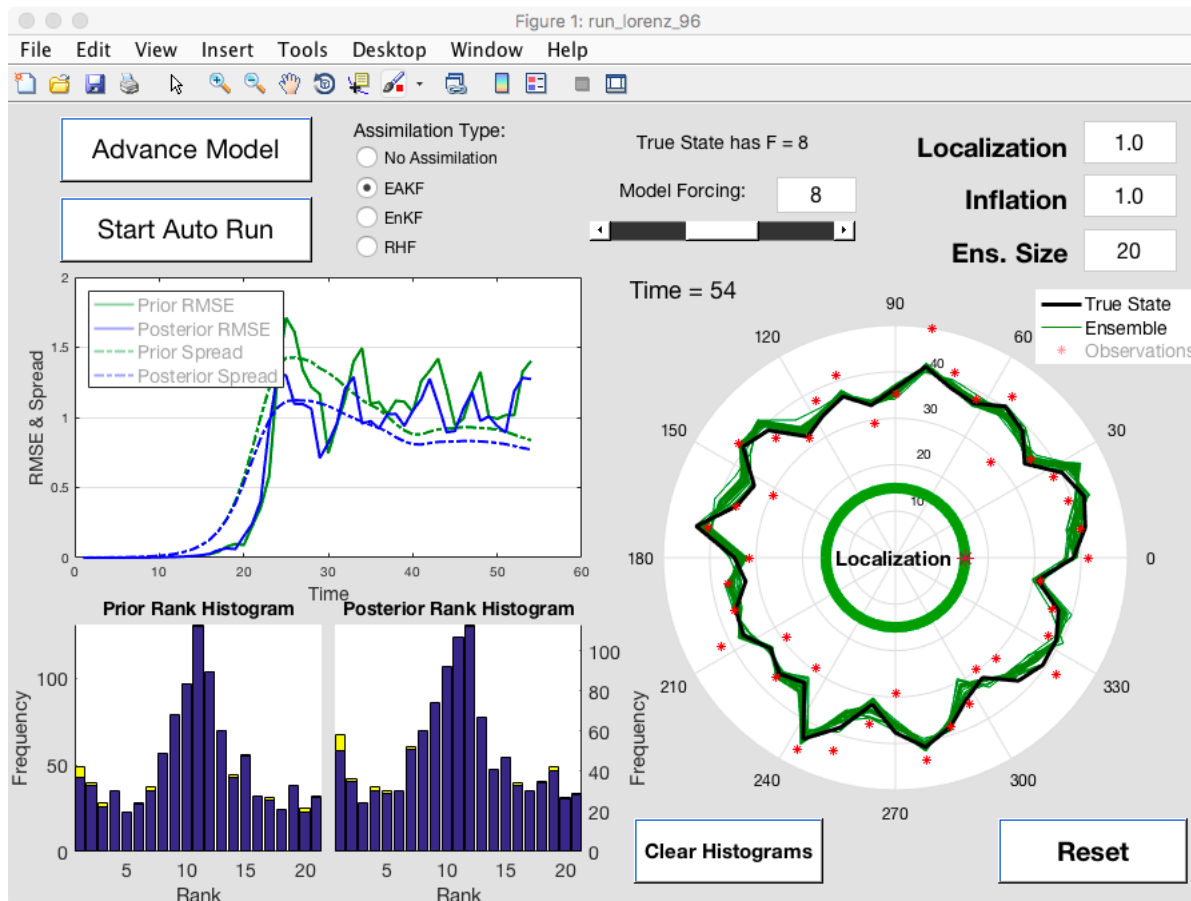 Figure 1: run_lorenz_96
File Edit View Insert Tools Desktop Window Help
Advance Model
Start Auto Run
Assimilation Type:
No Assimilation
EAKF
EnKF
RHF
True State has F = 8
Model Forcing: 8
Localization 1.0
Inflation 1.0
Ens. Size 20
2
1.5
1
0.5
0
RMSE & Spread
Prior RMSE
Posterior RMSE
Prior Spread
Posterior Spread
0 10 20 30 40 50 60
Time
Time = 54
True State
Ensemble
Observations
90
60
30
0
330
300
270
240
210
180
150
120
40
30
20
10
Localization
Prior Rank Histogram
Frequency
100
50
0
5 10 15 20
Rank
Posterior Rank Histogram
100
80
60
40
20
0
Frequency
5 10 15 20
Rank
Clear Histograms
Reset